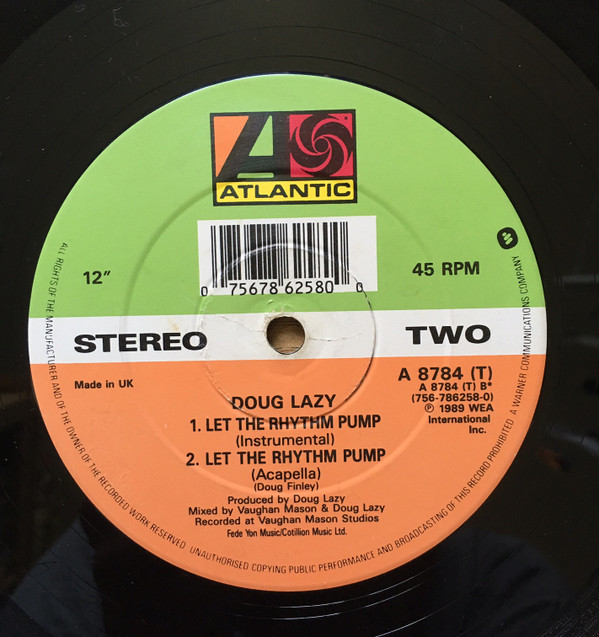 ATLANTIC
0 75678 62580 0
12"
45 RPM
STEREO
TWO
Made in UK
A 8784 (T)
A 8784 (T) B*
(756-786258-0)
℗ 1989 WEA
International
Inc.
DOUG LAZY
1. LET THE RHYTHM PUMP
(Instrumental)
2. LET THE RHYTHM PUMP
(Acapella)
(Doug Finley)
Produced by Doug Lazy
Mixed by Vaughan Mason & Doug Lazy
Recorded at Vaughan Mason Studios
Fede Yon Music/Cotillion Music Ltd.
ALL RIGHTS OF THE MANUFACTURER AND OF THE OWNER OF THE RECORDED WORK RESERVED. UNAUTHORISED COPYING PUBLIC PERFORMANCE AND BROADCASTING OF THIS RECORD PROHIBITED. A WARNER COMMUNICATIONS COMPANY